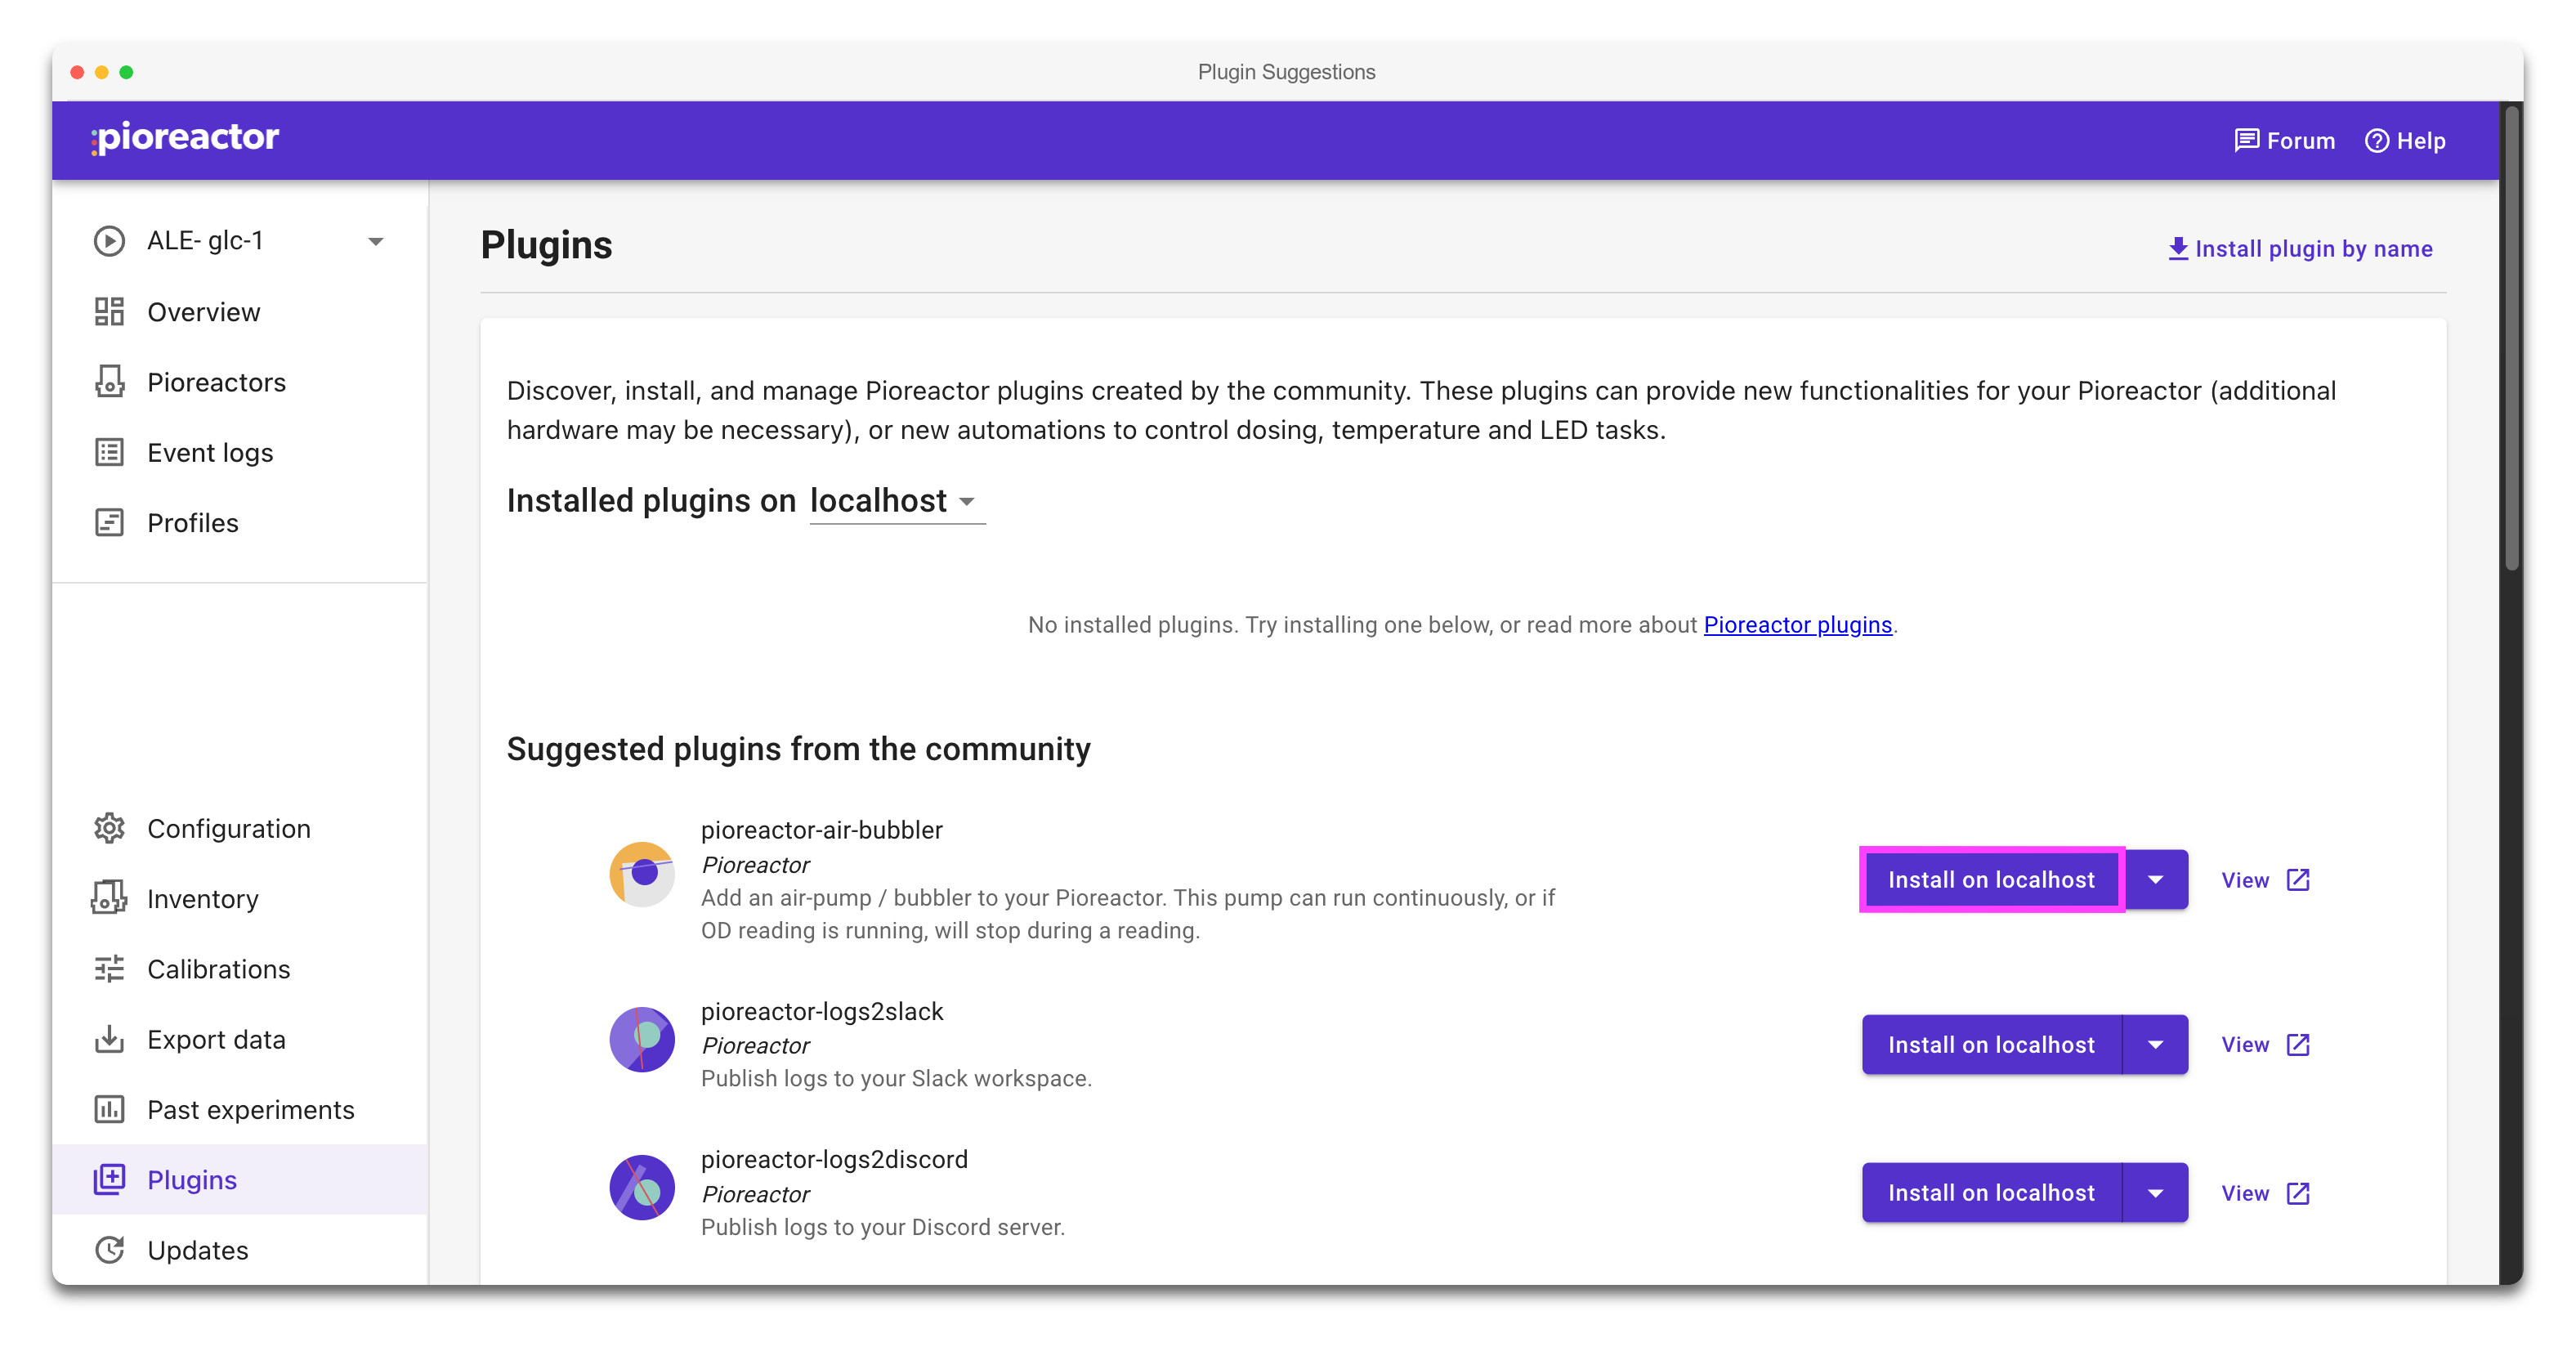 Plugin Suggestions
pioreactor
Forum
Help
ALE- glc-1
Overview
Pioreactors
Event logs
Profiles
Configuration
Inventory
Calibrations
Export data
Past experiments
Plugins
Updates
Plugins
Install plugin by name
Discover, install, and manage Pioreactor plugins created by the community. These plugins can provide new functionalities for your Pioreactor (additional
hardware may be necessary), or new automations to control dosing, temperature and LED tasks.
Installed plugins on localhost
No installed plugins. Try installing one below, or read more about Pioreactor plugins.
Suggested plugins from the community
pioreactor-air-bubbler
Pioreactor
Add an air-pump / bubbler to your Pioreactor. This pump can run continuously, or if
OD reading is running, will stop during a reading.
Install on localhost
View
pioreactor-logs2slack
Pioreactor
Publish logs to your Slack workspace.
Install on localhost
View
pioreactor-logs2discord
Pioreactor
Publish logs to your Discord server.
Install on localhost
View